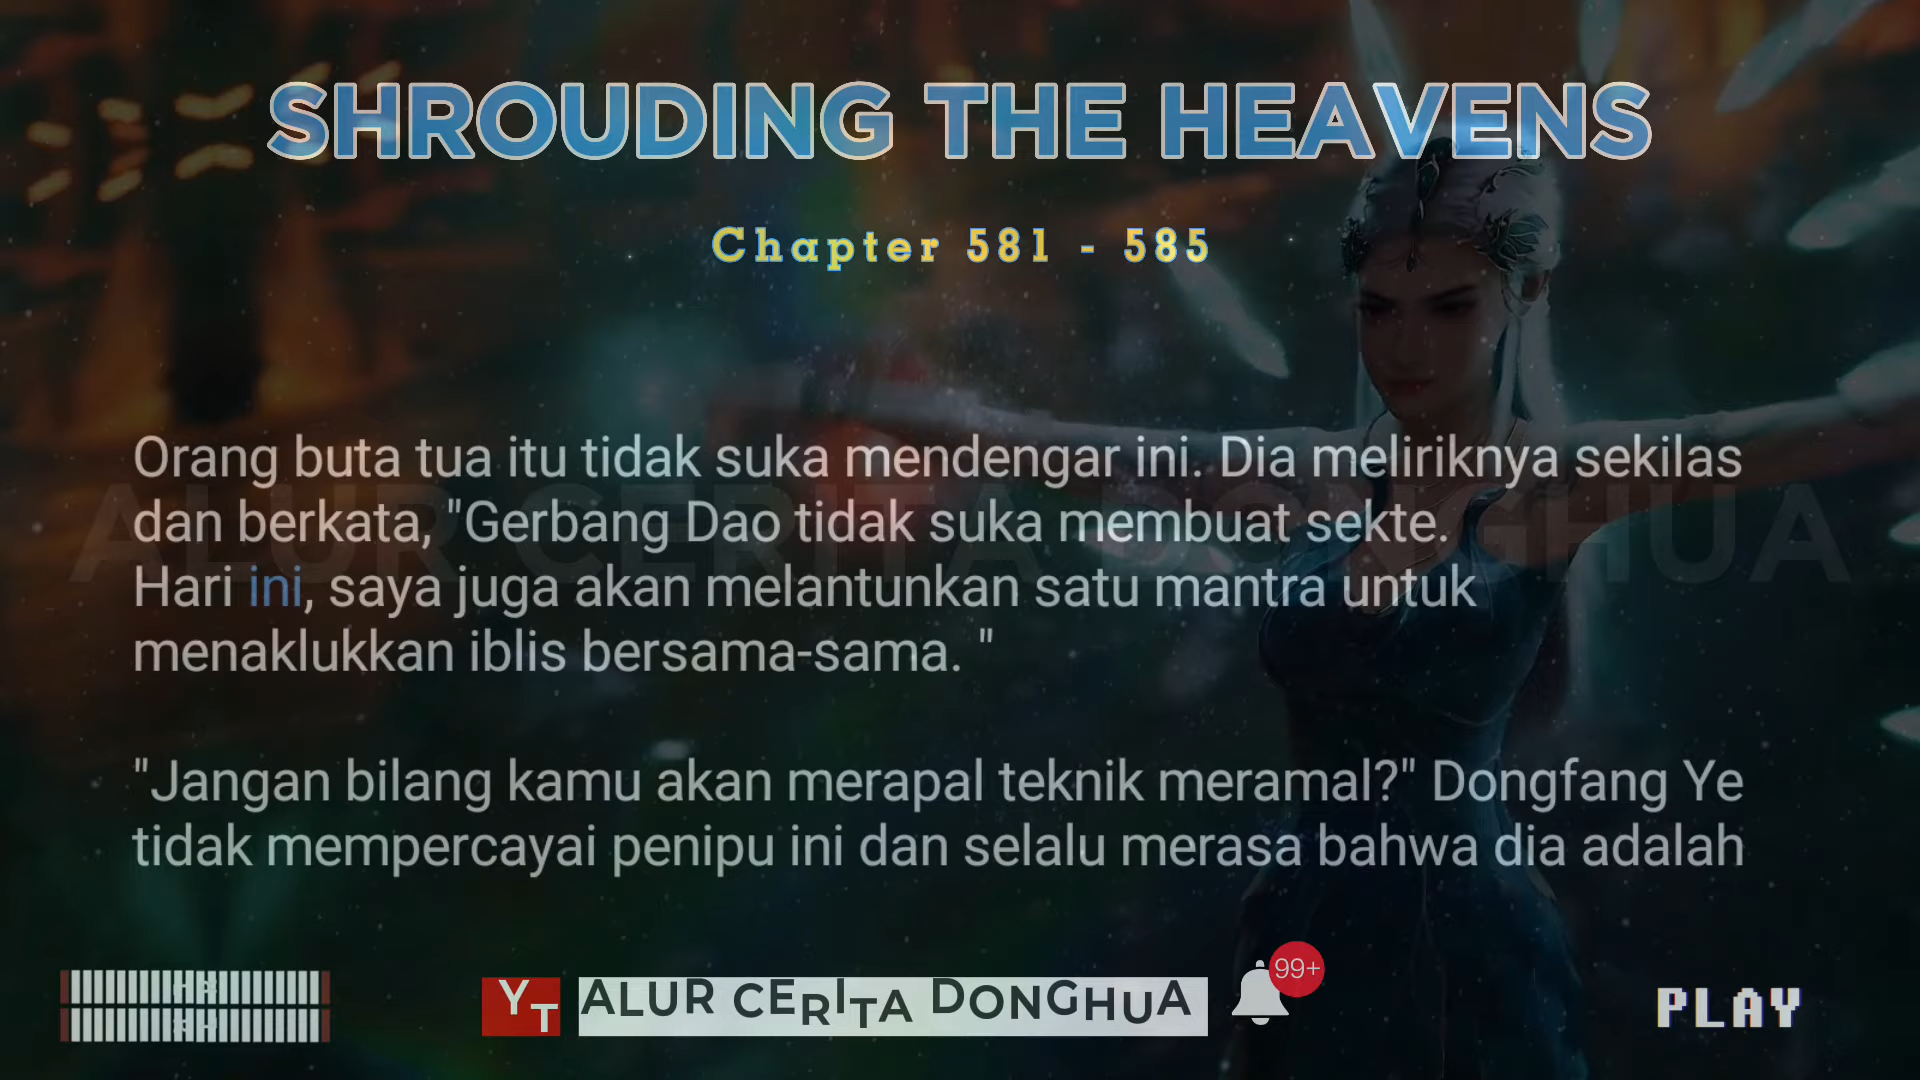 SHROUDING THE HEAVENS
Chapter 581 - 585
Orang buta tua itu tidak suka mendengar ini. Dia meliriknya sekilas
dan berkata, "Gerbang Dao tidak suka membuat sekte.
ALUR CERITA DONGHUA
Hari ini, saya juga akan melantunkan satu mantra untuk
menaklukkan iblis bersama-sama. "
"Jangan bilang kamu akan merapal teknik meramal?" Dongfang Ye
tidak mempercayai penipu ini dan selalu merasa bahwa dia adalah
YT ALUR CERITA DONGHUA 99+
PLAY